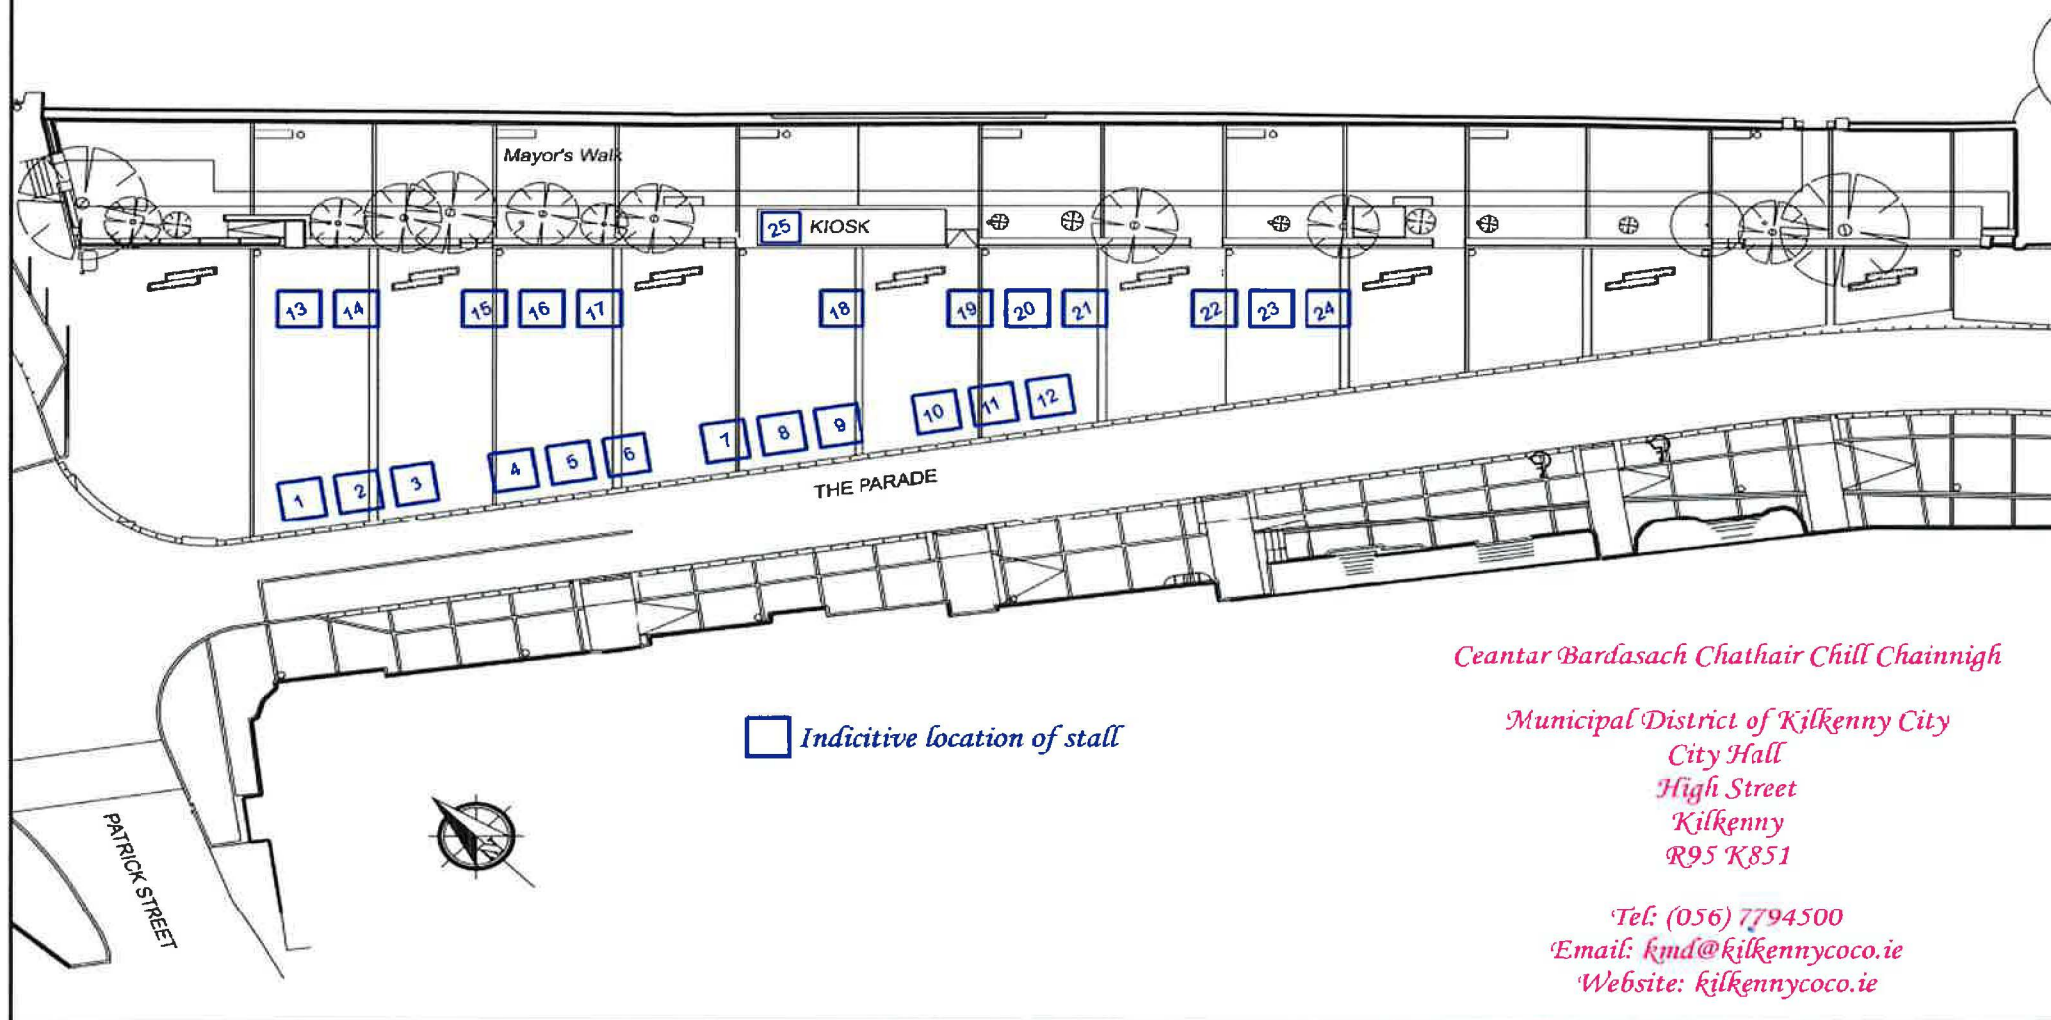 Mayor's Walk
25 KIOSK
13 14 15 16 17 18 19 20 21 22 23 24
10 11 12
7 8 9
4 5 6
1 2 3
THE PARADE
PATRICK STREET
Indicitive location of stall
Ceantar Bardasach Chathair Chill Chainnigh
Municipal District of Kilkenny City
City Hall
High Street
Kilkenny
R95 K851
Tel: (056) 7794500
Email: kmd@kilkennycoco.ie
Website: kilkennycoco.ie